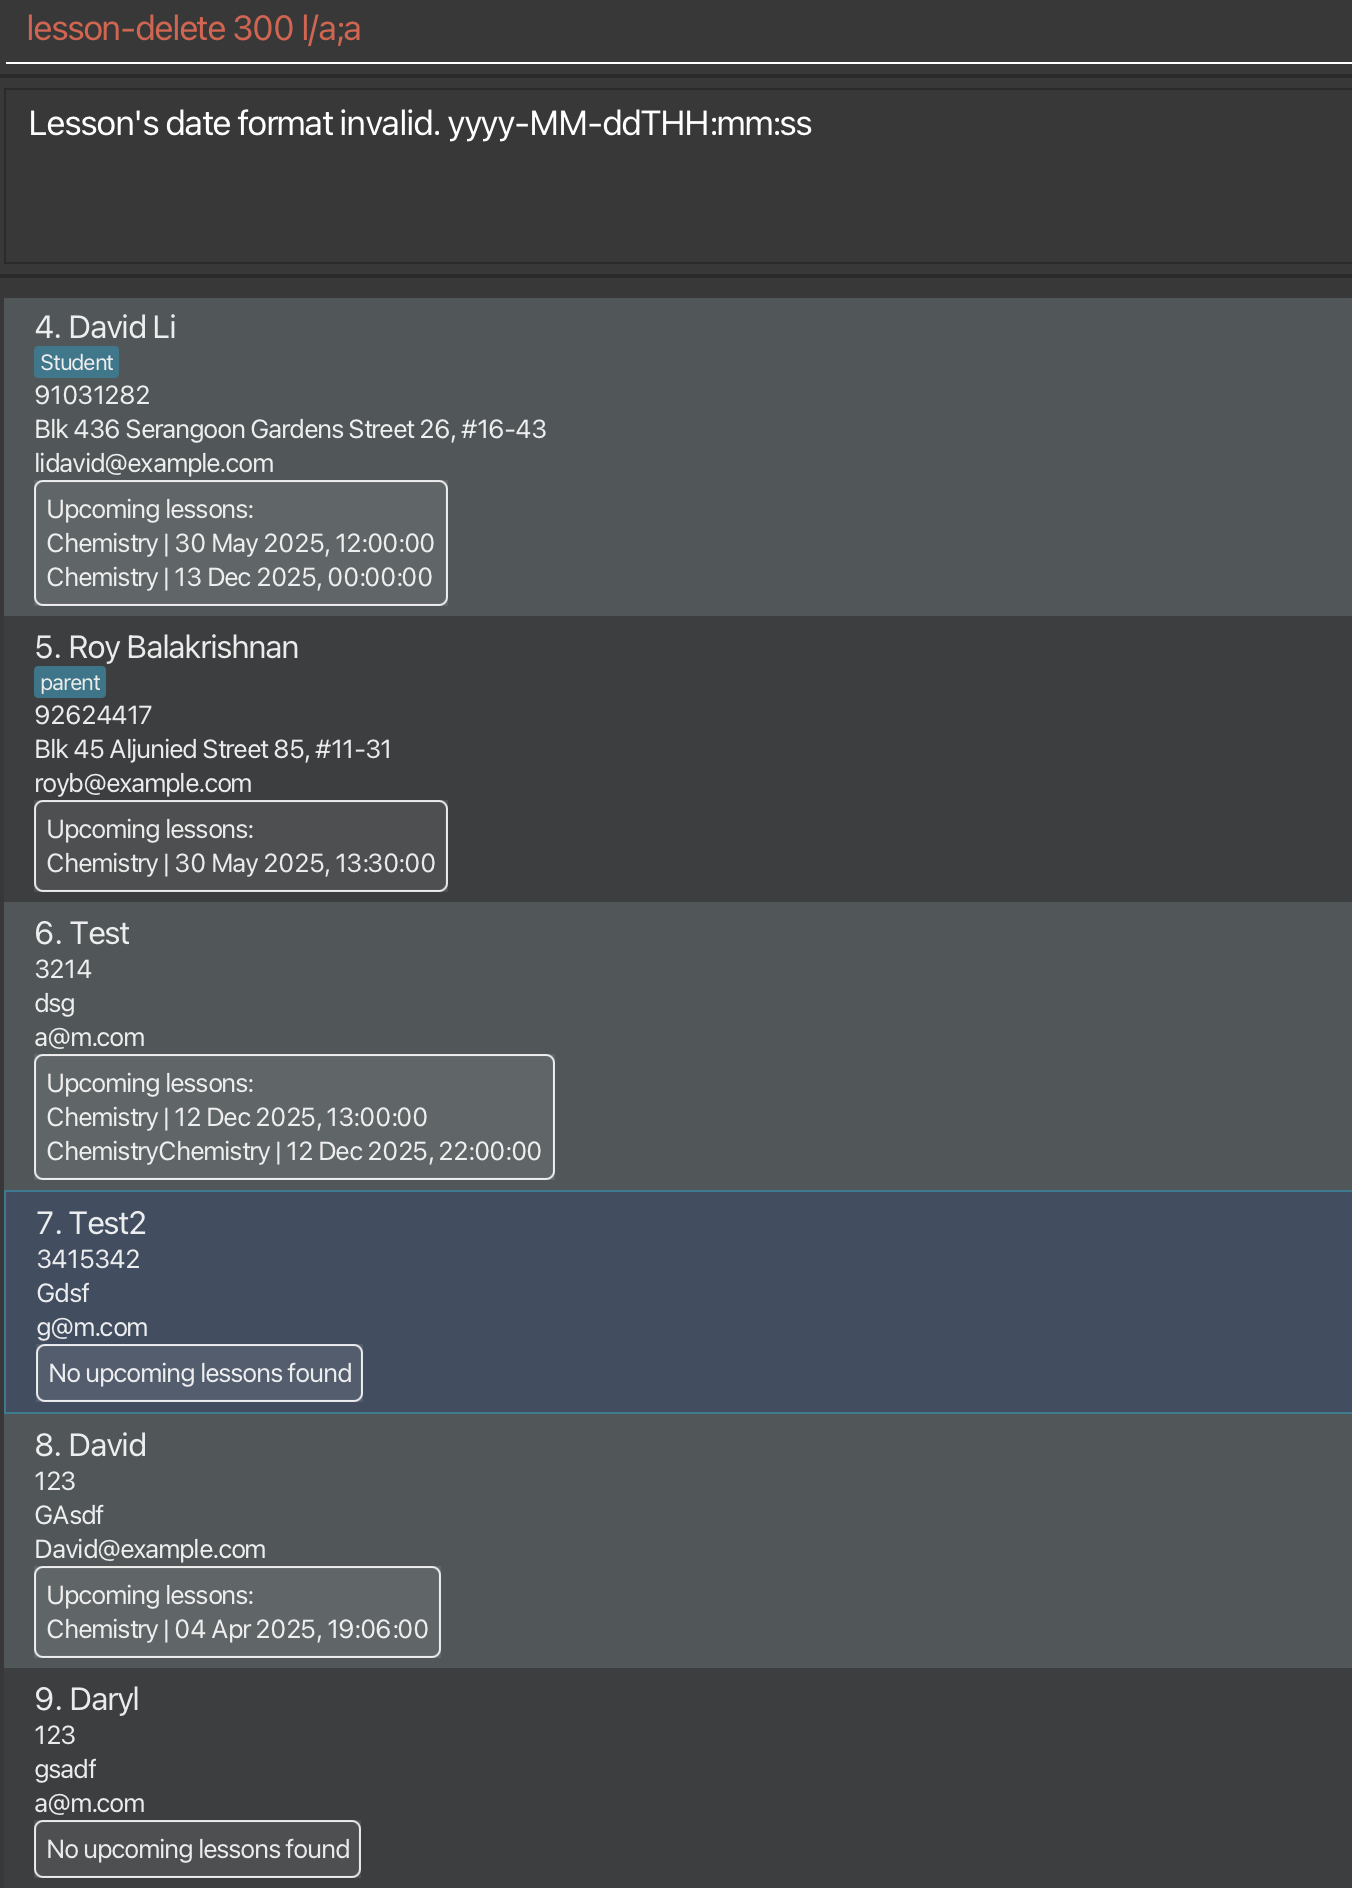 lesson-delete 300 l/a;a
Lesson's date format invalid. yyyy-MM-ddTHH:mm:ss
4. David Li
Student
91031282
Blk 436 Serangoon Gardens Street 26, #16-43
lidavid@example.com
Upcoming lessons:
Chemistry | 30 May 2025, 12:00:00
Chemistry | 13 Dec 2025, 00:00:00
5. Roy Balakrishnan
parent
92624417
Blk 45 Aljunied Street 85, #11-31
royb@example.com
Upcoming lessons:
Chemistry | 30 May 2025, 13:30:00
6. Test
3214
dsg
a@m.com
Upcoming lessons:
Chemistry | 12 Dec 2025, 13:00:00
ChemistryChemistry | 12 Dec 2025, 22:00:00
7. Test2
3415342
Gdsf
g@m.com
No upcoming lessons found
8. David
123
GAsdf
David@example.com
Upcoming lessons:
Chemistry | 04 Apr 2025, 19:06:00
9. Daryl
123
gsadf
a@m.com
No upcoming lessons found